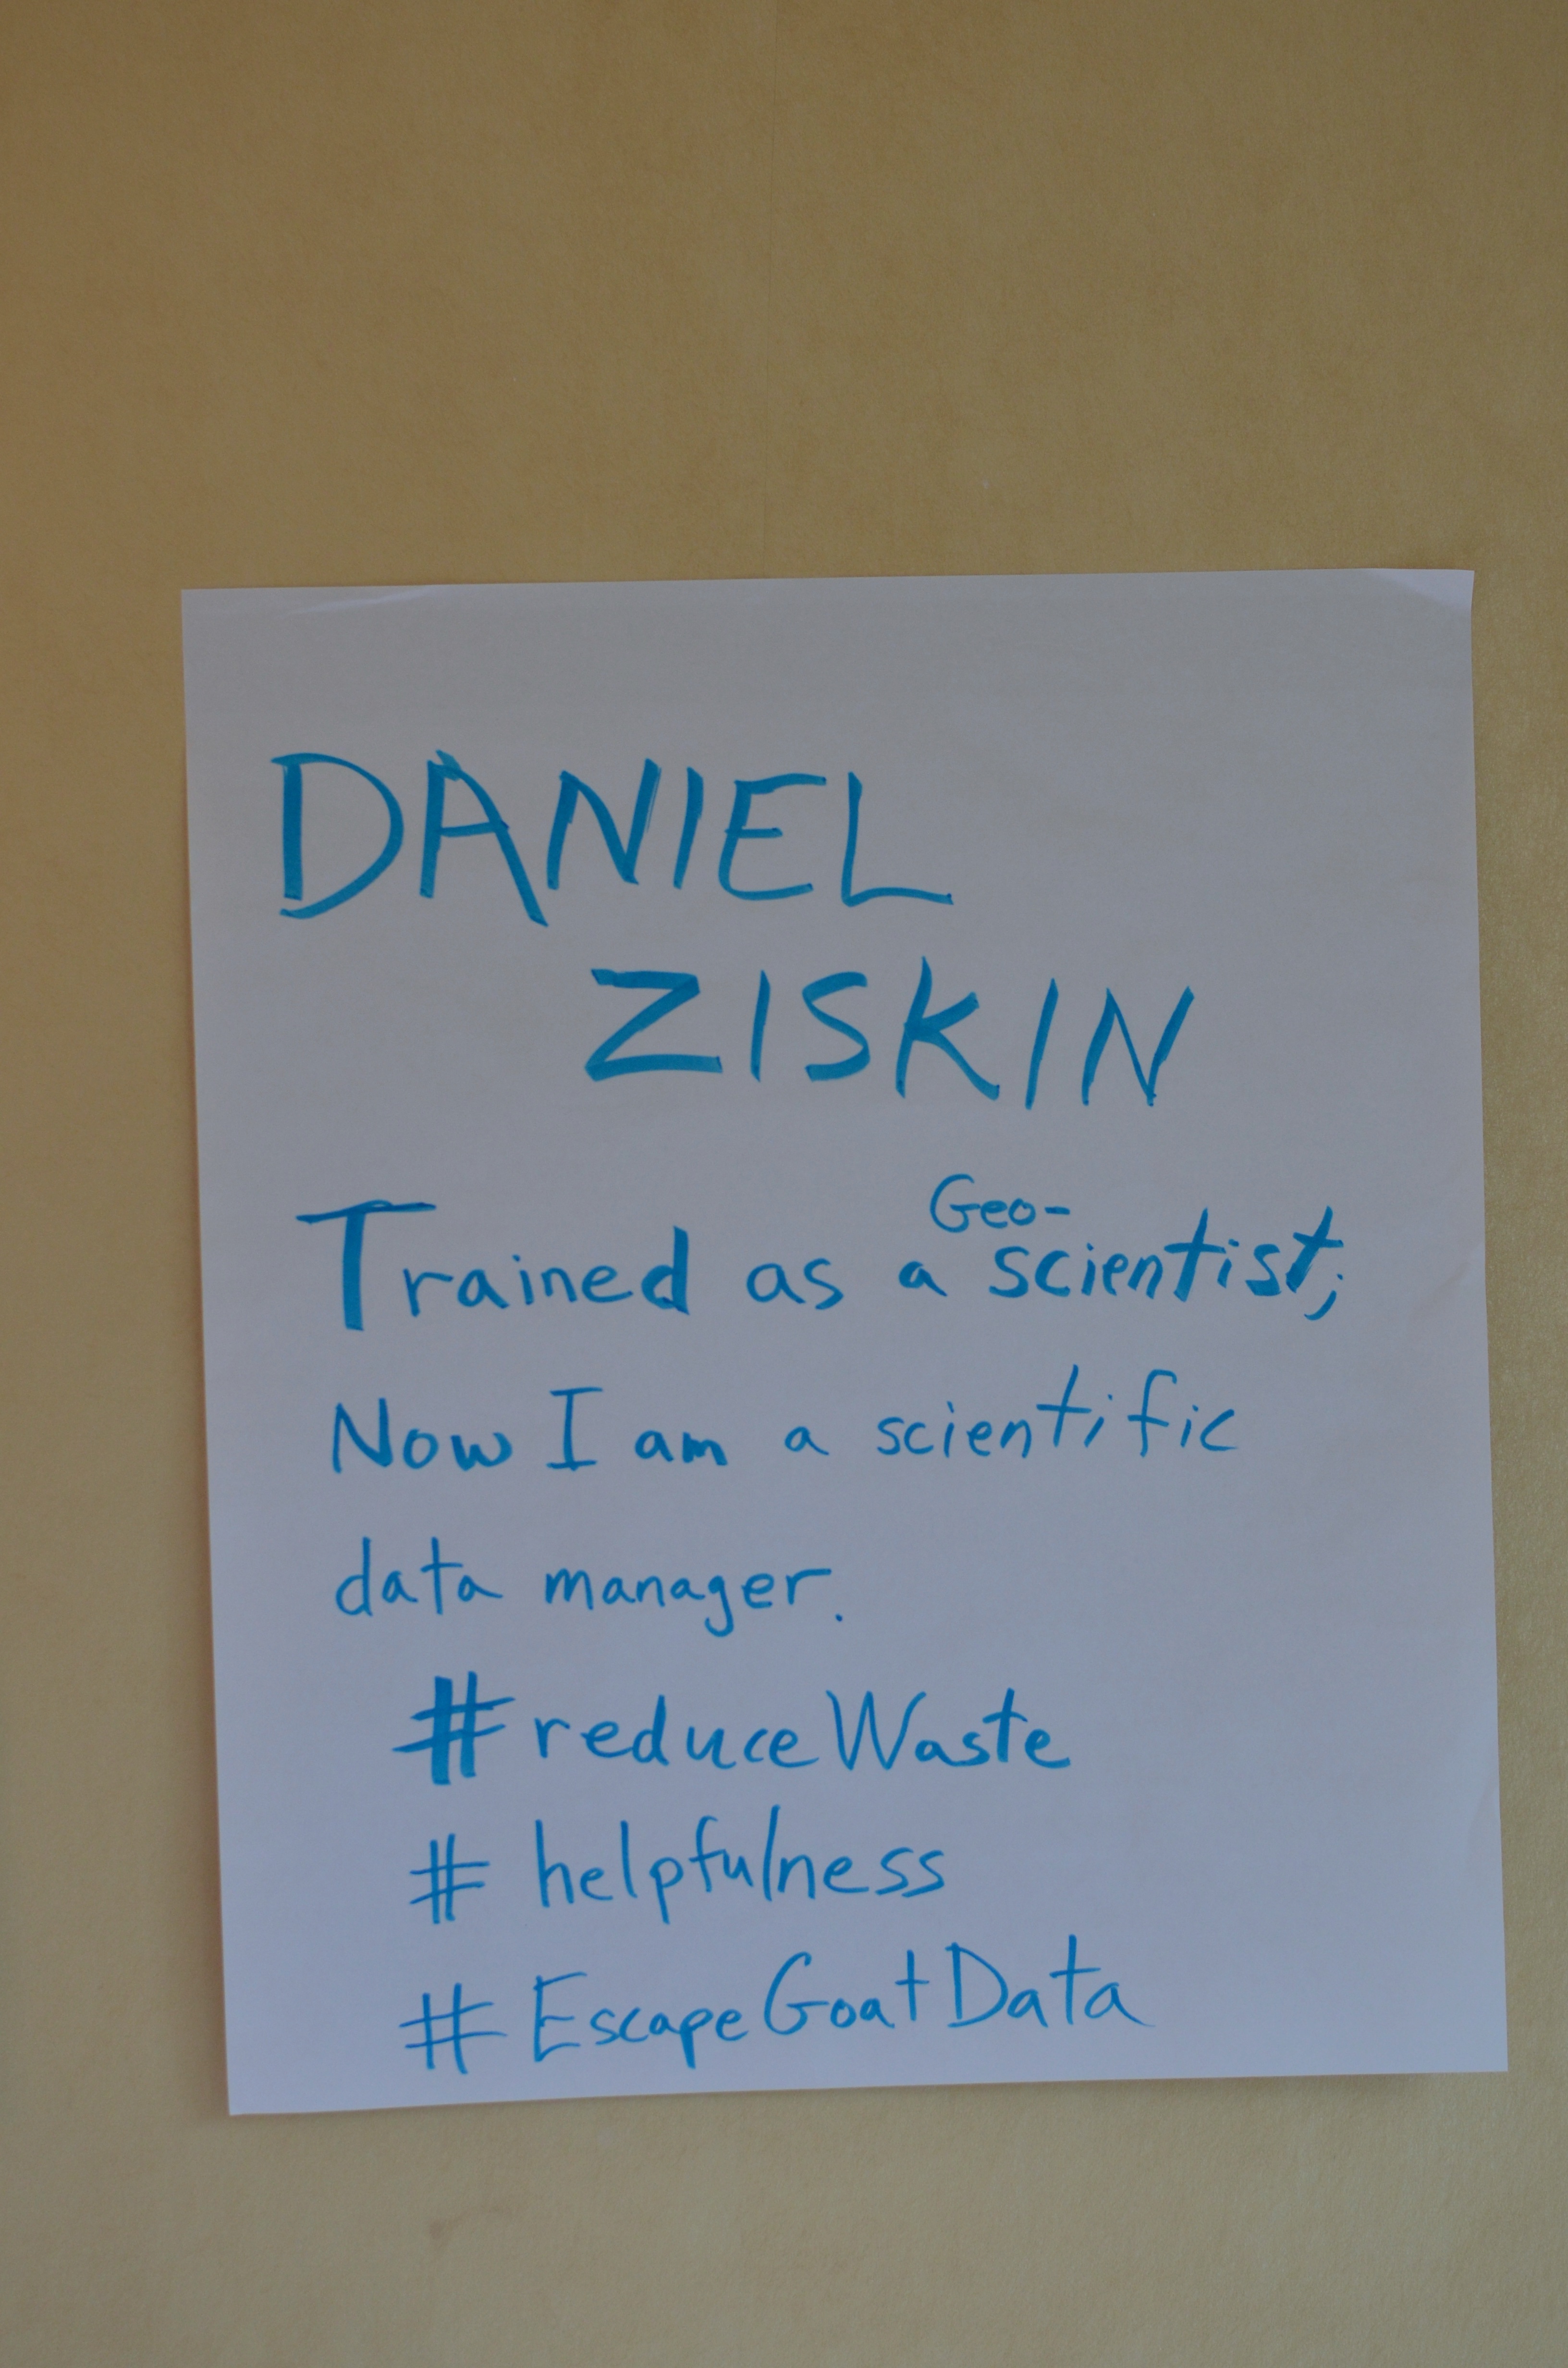 DANIEL
ZISKIN
Geo-
Trained as a scientist;
Now I am a scientific
data manager.
#reduceWaste
# helpfulness
# EscapeGoatData